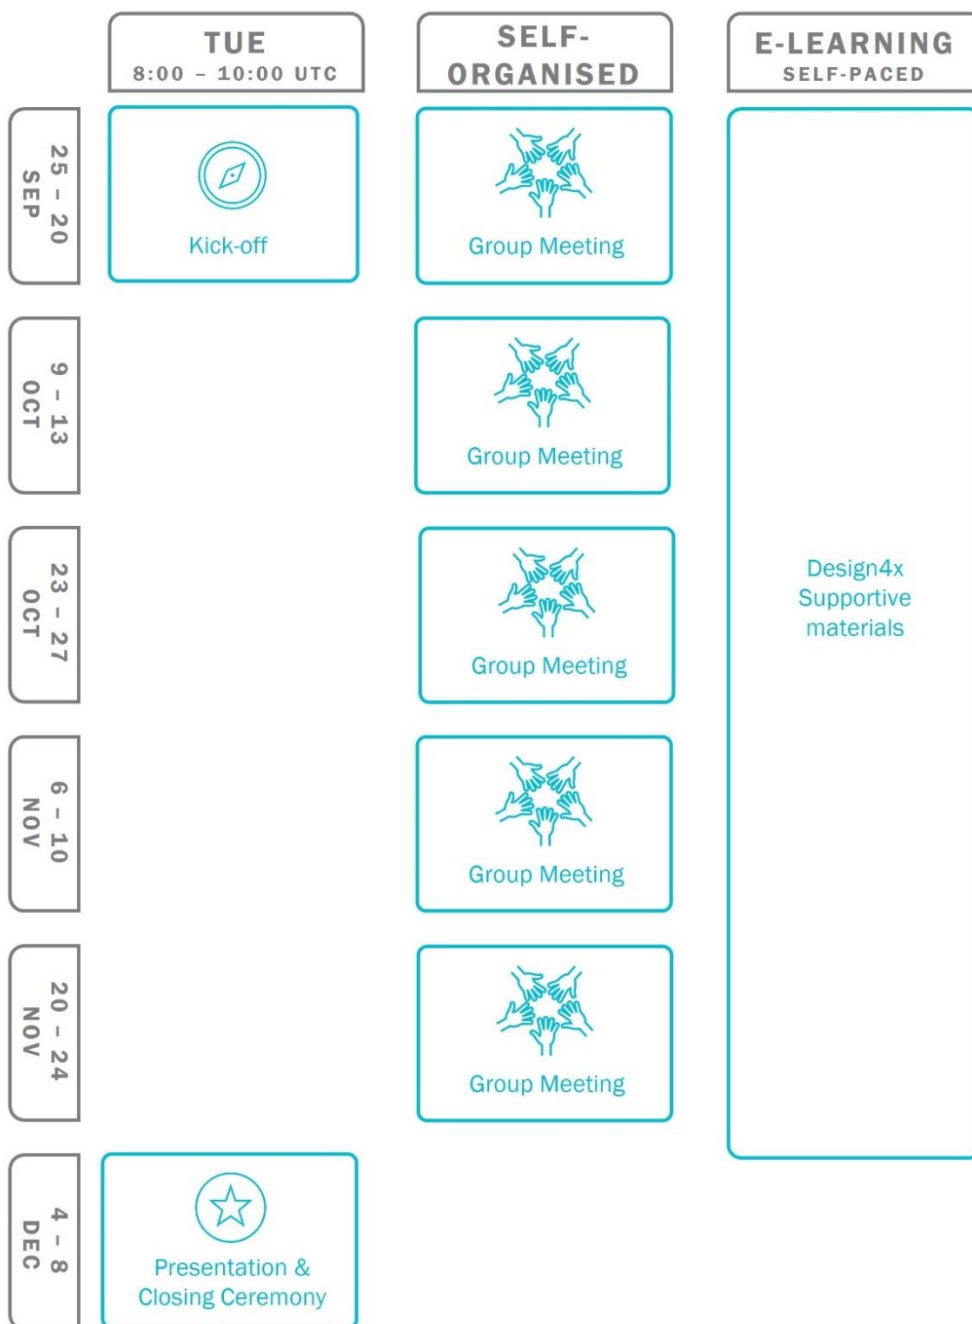 TUE
8:00 – 10:00 UTC
SELF-
ORGANISED
E-LEARNING
SELF-PACED
25 – 20
SEP
Kick-off
Group Meeting
9 – 13
OCT
Group Meeting
23 – 27
OCT
Group Meeting
Design4x
Supportive
materials
6 – 10
NOV
Group Meeting
20 – 24
NOV
Group Meeting
4 – 8
DEC
Presentation &
Closing Ceremony